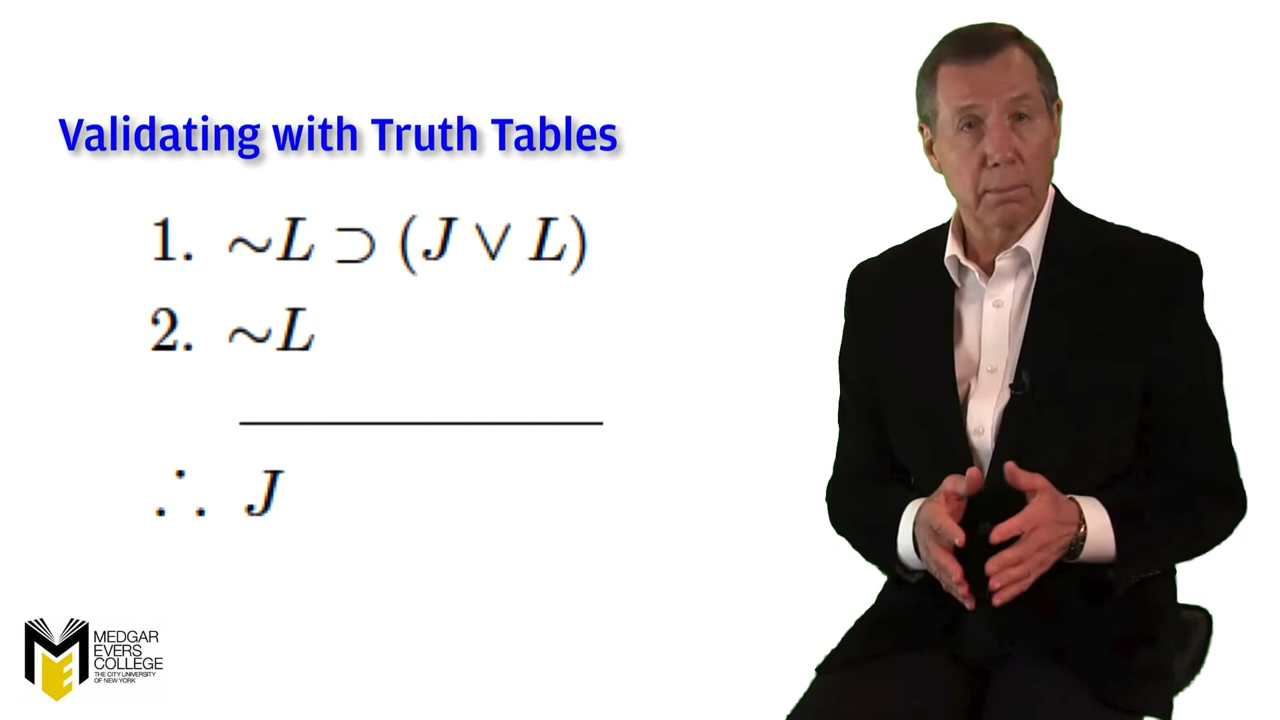 Validating with Truth Tables
1. ~L ⊃ (J ∨ L)
2. ~L
∴ J
MEDGAR
EVERS
COLLEGE
THE CITY UNIVERSITY
OF NEW YORK